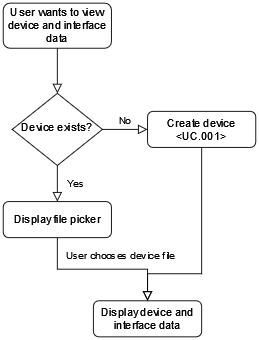 User wants to view
device and interface
data
Device exists?
No
Create device
<UC.001>
Yes
Display file picker
User chooses device file
Display device and
interface data